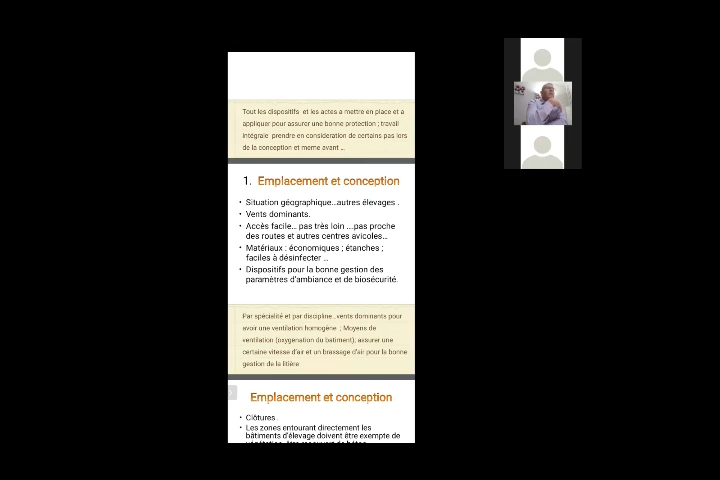 Tout les dispositifs et les actes a mettre en place et a
appliquer pour assurer une bonne protection ; travail
intégrale prendre en consideration de certains pas lors
de la conception et meme avant ...
1. Emplacement et conception
• Situation géographique...autres élevages .
• Vents dominants.
• Accès facile... pas très loin ....pas proche
des routes et autres centres avicoles...
• Matériaux : économiques ; étanches ;
faciles à désinfecter ...
• Dispositifs pour la bonne gestion des
paramètres d'ambiance et de biosécurité.
Par spécialité et par discipline ..vents dominants pour
avoir une ventilation homogène ; Moyens de
ventilation (oxygénation du batiment); assurer une
certaine vitesse d'air et un brassage d'air pour la bonne
gestion de la litière
Emplacement et conception
• Clôtures .
• Les zones entourant directement les
bâtiments d'élevage doivent être exempte de